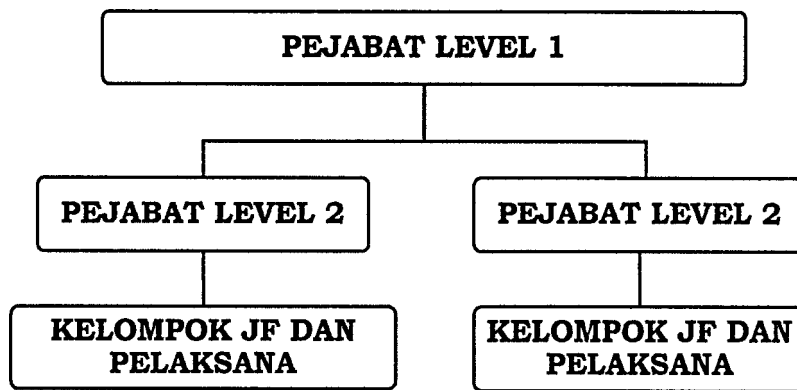 PEJABAT LEVEL 1
PEJABAT LEVEL 2
PEJABAT LEVEL 2
KELOMPOK JF DAN
PELAKSANA
KELOMPOK JF DAN
PELAKSANA